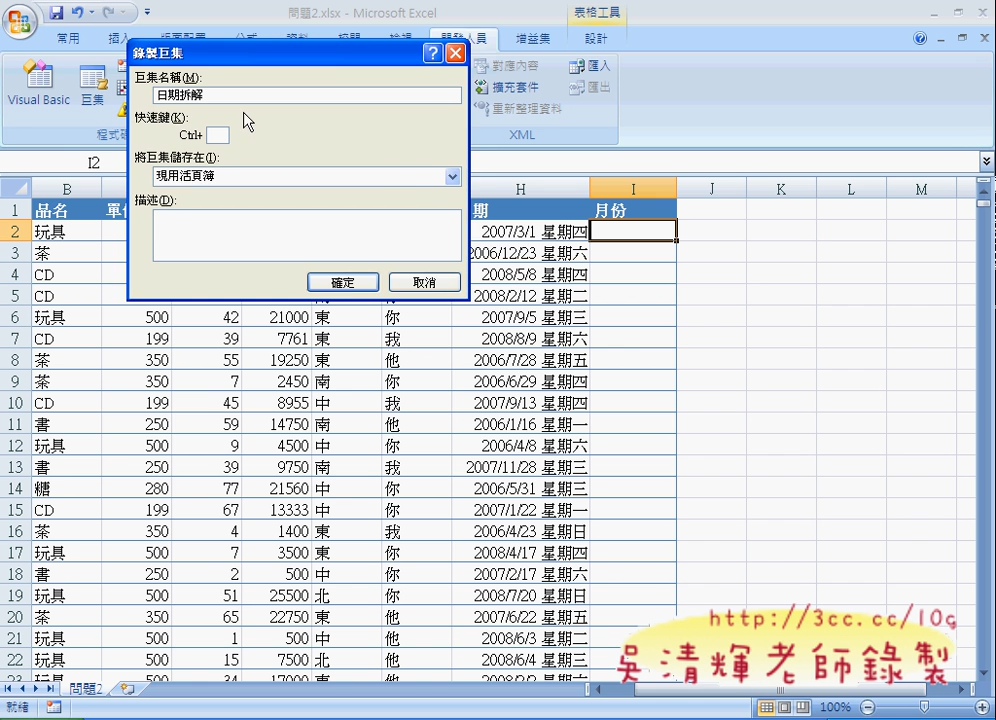 問題2.xlsx - Microsoft Excel
表格工具
常用
增益集
設計
錄製巨集
巨集名稱(M):
日期拆解
快速鍵(K):
Ctrl+
將巨集儲存在(I):
現用活頁簿
描述(D):
確定
取消
Visual Basic
巨集
對應內容
擴充套件
重新整理資料
匯入
匯出
XML
I2
B H I J K L M
1 品名 期 月份
2 玩具 2007/3/1 星期四
3 茶 2006/12/23 星期六
4 CD 2008/5/8 星期四
5 CD 2008/2/12 星期二
6 玩具 500 42 21000 東 你 2007/9/5 星期三
7 CD 199 39 7761 東 我 2008/8/9 星期六
8 茶 350 55 19250 東 他 2006/7/28 星期五
9 茶 350 7 2450 南 你 2006/6/29 星期四
10 CD 199 45 8955 中 我 2007/9/13 星期四
11 書 250 59 14750 南 他 2006/1/16 星期一
12 玩具 500 9 4500 中 你 2006/4/8 星期六
13 書 250 39 9750 南 我 2007/11/28 星期三
14 糖 280 77 21560 中 你 2006/5/31 星期三
15 CD 199 67 13333 中 你 2007/1/22 星期一
16 茶 350 4 1400 東 我 2006/4/23 星期日
17 玩具 500 7 3500 東 你 2008/4/17 星期四
18 書 250 2 500 中 你 2007/2/17 星期六
19 玩具 500 51 25500 北 你 2008/7/20 星期日
20 茶 350 65 22750 東 他 2007/6/22 星期五
21 玩具 500 1 500 中 他 2008/6/3 星期二
22 玩具 500 15 7500 北 他 2008/6/4 星期三
http://3cc.cc/10g
吳清輝老師錄製
問題2
就緒
100%